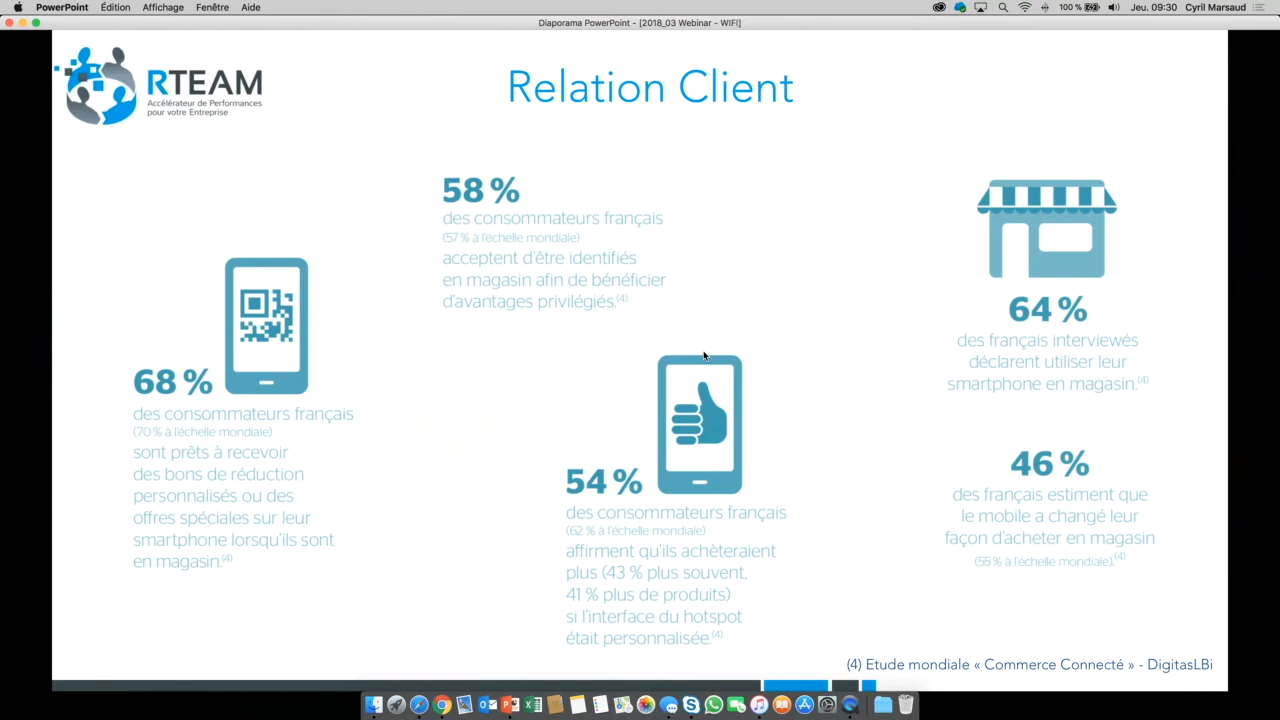 PowerPoint Édition Affichage Fenêtre Aide
100 % Jeu. 09:30 Cyril Marsaud
Diaporama PowerPoint - [2018_03 Webinar - WIFI]
RTEAM
Accélérateur de Performances
pour votre Entreprise
Relation Client
68 %
des consommateurs français
(70 % à l'échelle mondiale)
sont prêts à recevoir
des bons de réduction
personnalisés ou des
offres spéciales sur leur
smartphone lorsqu'ils sont
en magasin.(4)
58 %
des consommateurs français
(57 % à l'échelle mondiale)
acceptent d'être identifiés
en magasin afin de bénéficier
d'avantages privilégiés.(4)
54 %
des consommateurs français
(62 % à l'échelle mondiale)
affirment qu'ils achèteraient
plus (43 % plus souvent,
41 % plus de produits)
si l'interface du hotspot
était personnalisée.(4)
64 %
des français interviewés
déclarent utiliser leur
smartphone en magasin.(4)
46 %
des français estiment que
le mobile a changé leur
façon d'acheter en magasin
(55 % à l'échelle mondiale).(4)
(4) Etude mondiale « Commerce Connecté » - DigitasLBi